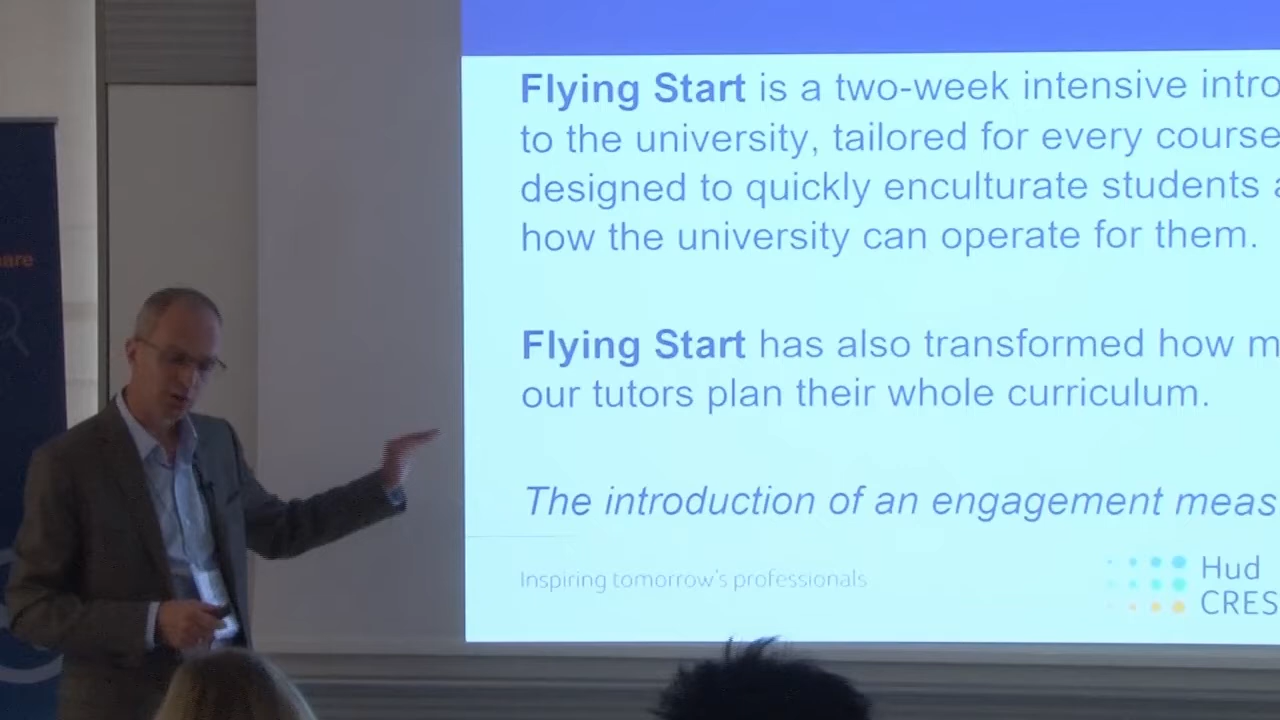 are
Flying Start is a two-week intensive intro
to the university, tailored for every course
designed to quickly enculturate students a
how the university can operate for them.
Flying Start has also transformed how m
our tutors plan their whole curriculum.
The introduction of an engagement meas
Inspiring tomorrow's professionals
Hud
CRES